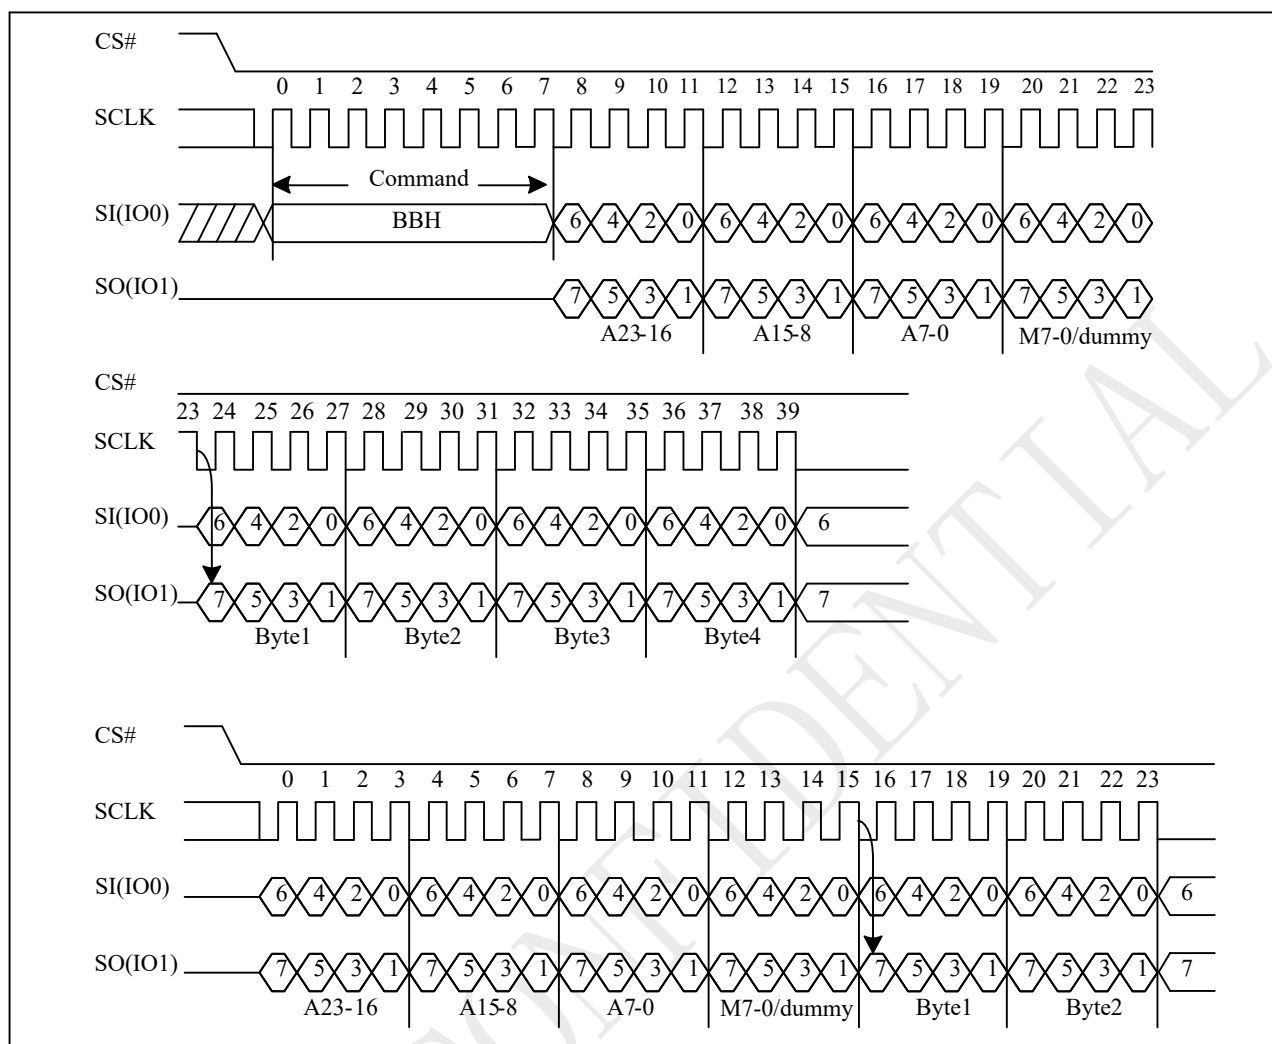 CS#
0 1 2 3 4 5 6 7 8 9 10 11 12 13 14 15 16 17 18 19 20 21 22 23
SCLK
Command
SI(IO0) BBH 6 4 2 0 6 4 2 0 6 4 2 0 6 4 2 0
SO(IO1) 7 5 3 1 7 5 3 1 7 5 3 1 7 5 3 1
A23-16 A15-8 A7-0 M7-0/dummy
CS#
23 24 25 26 27 28 29 30 31 32 33 34 35 36 37 38 39
SCLK
SI(IO0) 6 4 2 0 6 4 2 0 6 4 2 0 6 4 2 0 6
SO(IO1) 7 5 3 1 7 5 3 1 7 5 3 1 7 5 3 1 7
Byte1 Byte2 Byte3 Byte4
CS#
0 1 2 3 4 5 6 7 8 9 10 11 12 13 14 15 16 17 18 19 20 21 22 23
SCLK
SI(IO0) 6 4 2 0 6 4 2 0 6 4 2 0 6 4 2 0 6 4 2 0 6 4 2 0 6
SO(IO1) 7 5 3 1 7 5 3 1 7 5 3 1 7 5 3 1 7 5 3 1 7 5 3 1 7
A23-16 A15-8 A7-0 M7-0/dummy Byte1 Byte2
CONFIDENTIAL